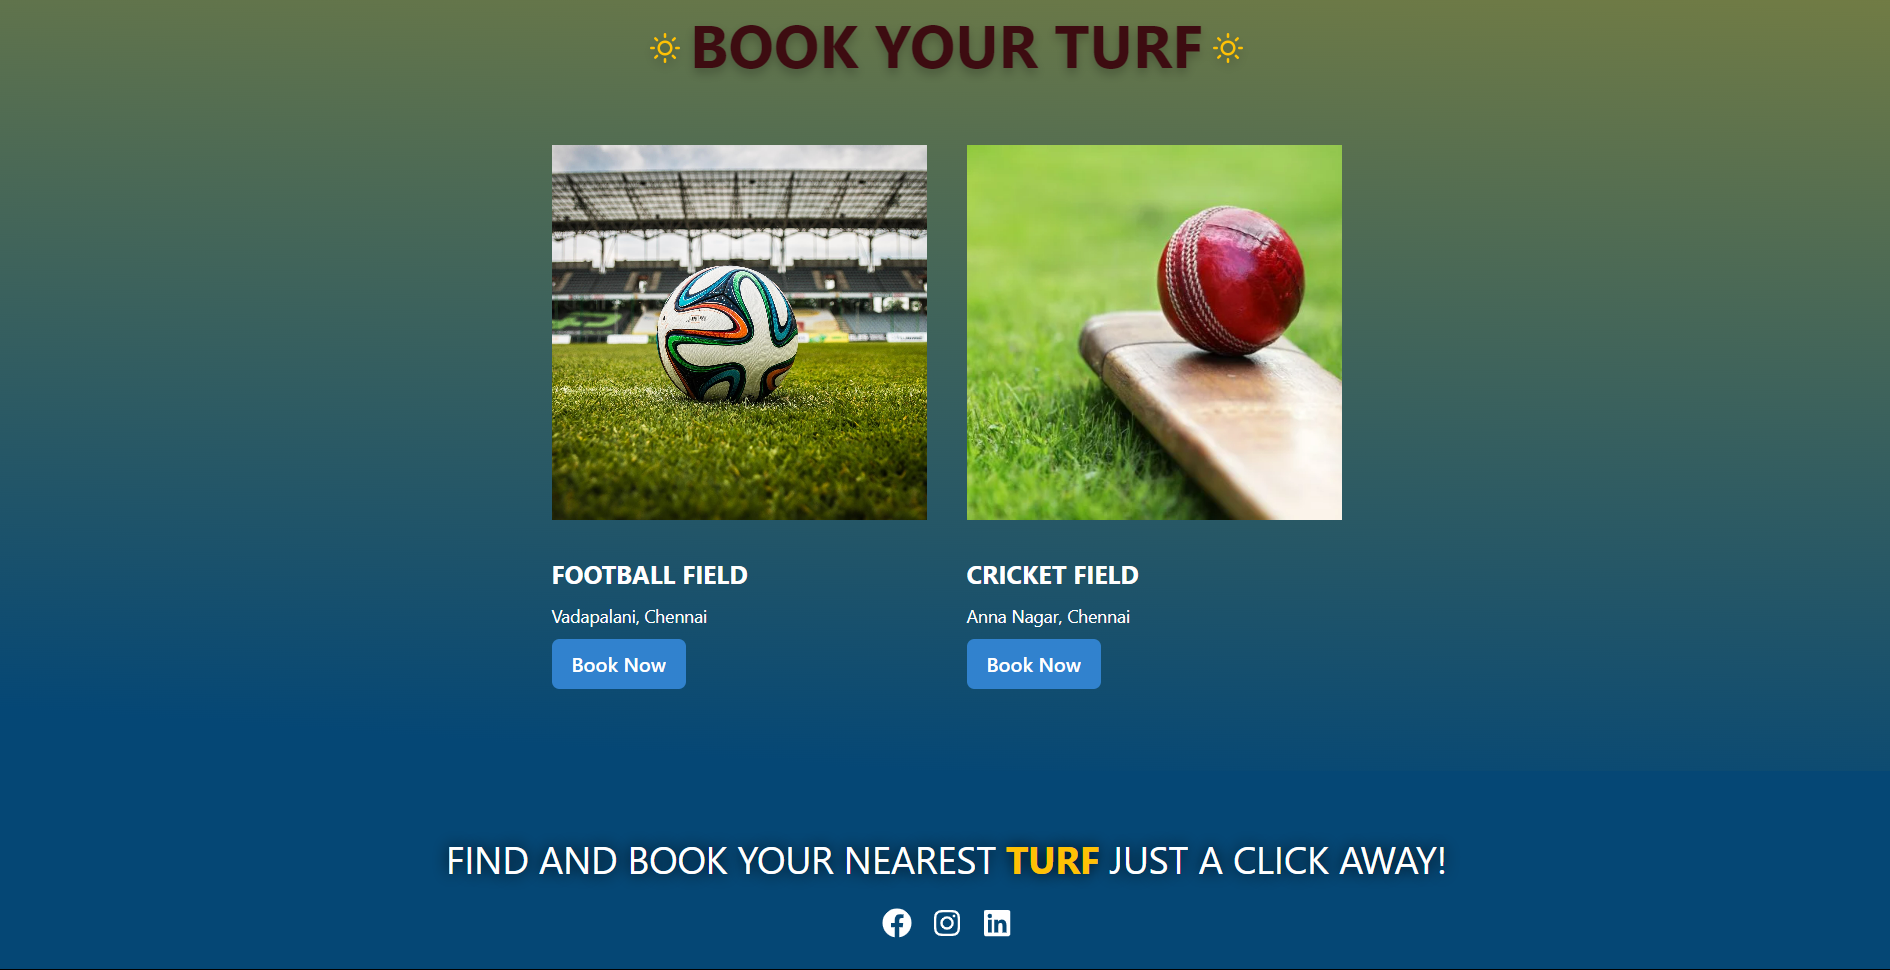 BOOK YOUR TURF
FOOTBALL FIELD
Vadapalani, Chennai
Book Now
CRICKET FIELD
Anna Nagar, Chennai
Book Now
FIND AND BOOK YOUR NEAREST TURF JUST A CLICK AWAY!